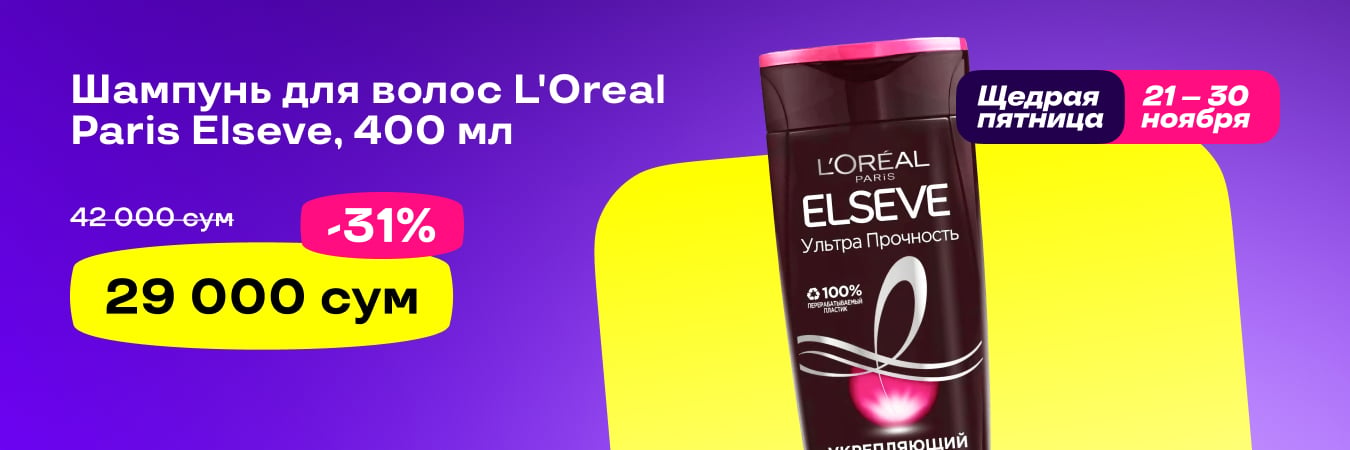 Шампунь для волос L'Oreal
Paris Elseve, 400 мл
42 000 сум
-31%
29 000 сум
Щедрая
пятница
21 – 30
ноября
L'ORÉAL
PARIS
ELSEVE
Ультра Прочность
100%
ПЕРЕРАБАТЫВАЕМЫЙ
ПЛАСТИК
УКРЕПЛЯЮЩИЙ